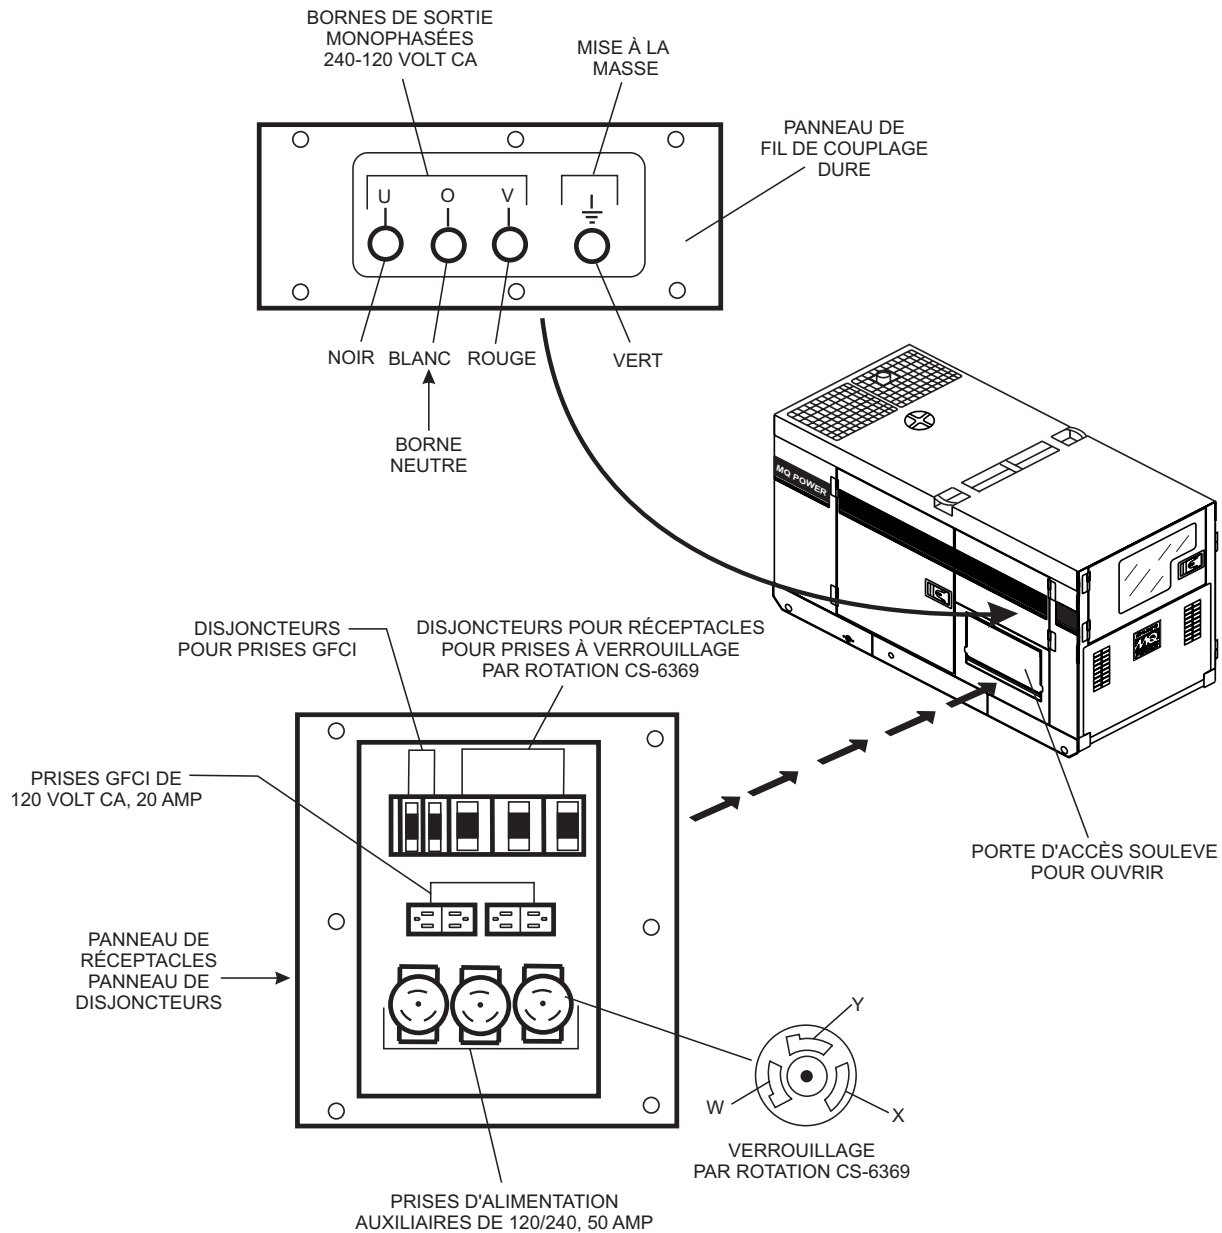 BORNES DE SORTIE
MONOPHASÉES
240-120 VOLT CA
MISE À LA
MASSE
PANNEAU DE
FIL DE COUPLAGE
DURE
U
O
V
NOIR
BLANC
ROUGE
VERT
BORNE
NEUTRE
MQ POWER
DISJONCTEURS
POUR PRISES GFCI
DISJONCTEURS POUR RÉCEPTACLES
POUR PRISES À VERROUILLAGE
PAR ROTATION CS-6369
MQ
PRISES GFCI DE
120 VOLT CA, 20 AMP
PORTE D'ACCÈS SOULEVE
POUR OUVRIR
PANNEAU DE
RÉCEPTACLES
PANNEAU DE
DISJONCTEURS
Y
W
X
VERROUILLAGE
PAR ROTATION CS-6369
PRISES D'ALIMENTATION
AUXILIAIRES DE 120/240, 50 AMP